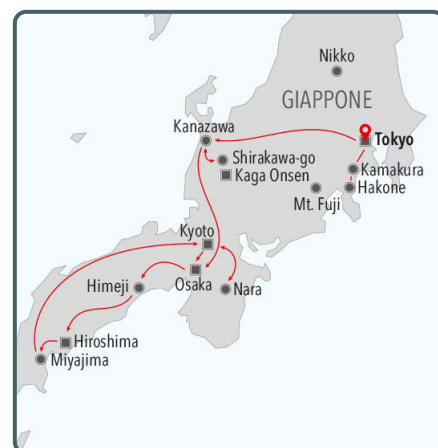 Nikko
GIAPPONE
Kanazawa
Tokyo
Shirakawa-go
Kamakura
Kaga Onsen
Hakone
Mt. Fuji
Kyoto
Himeji
Osaka
Nara
Hiroshima
Miyajima